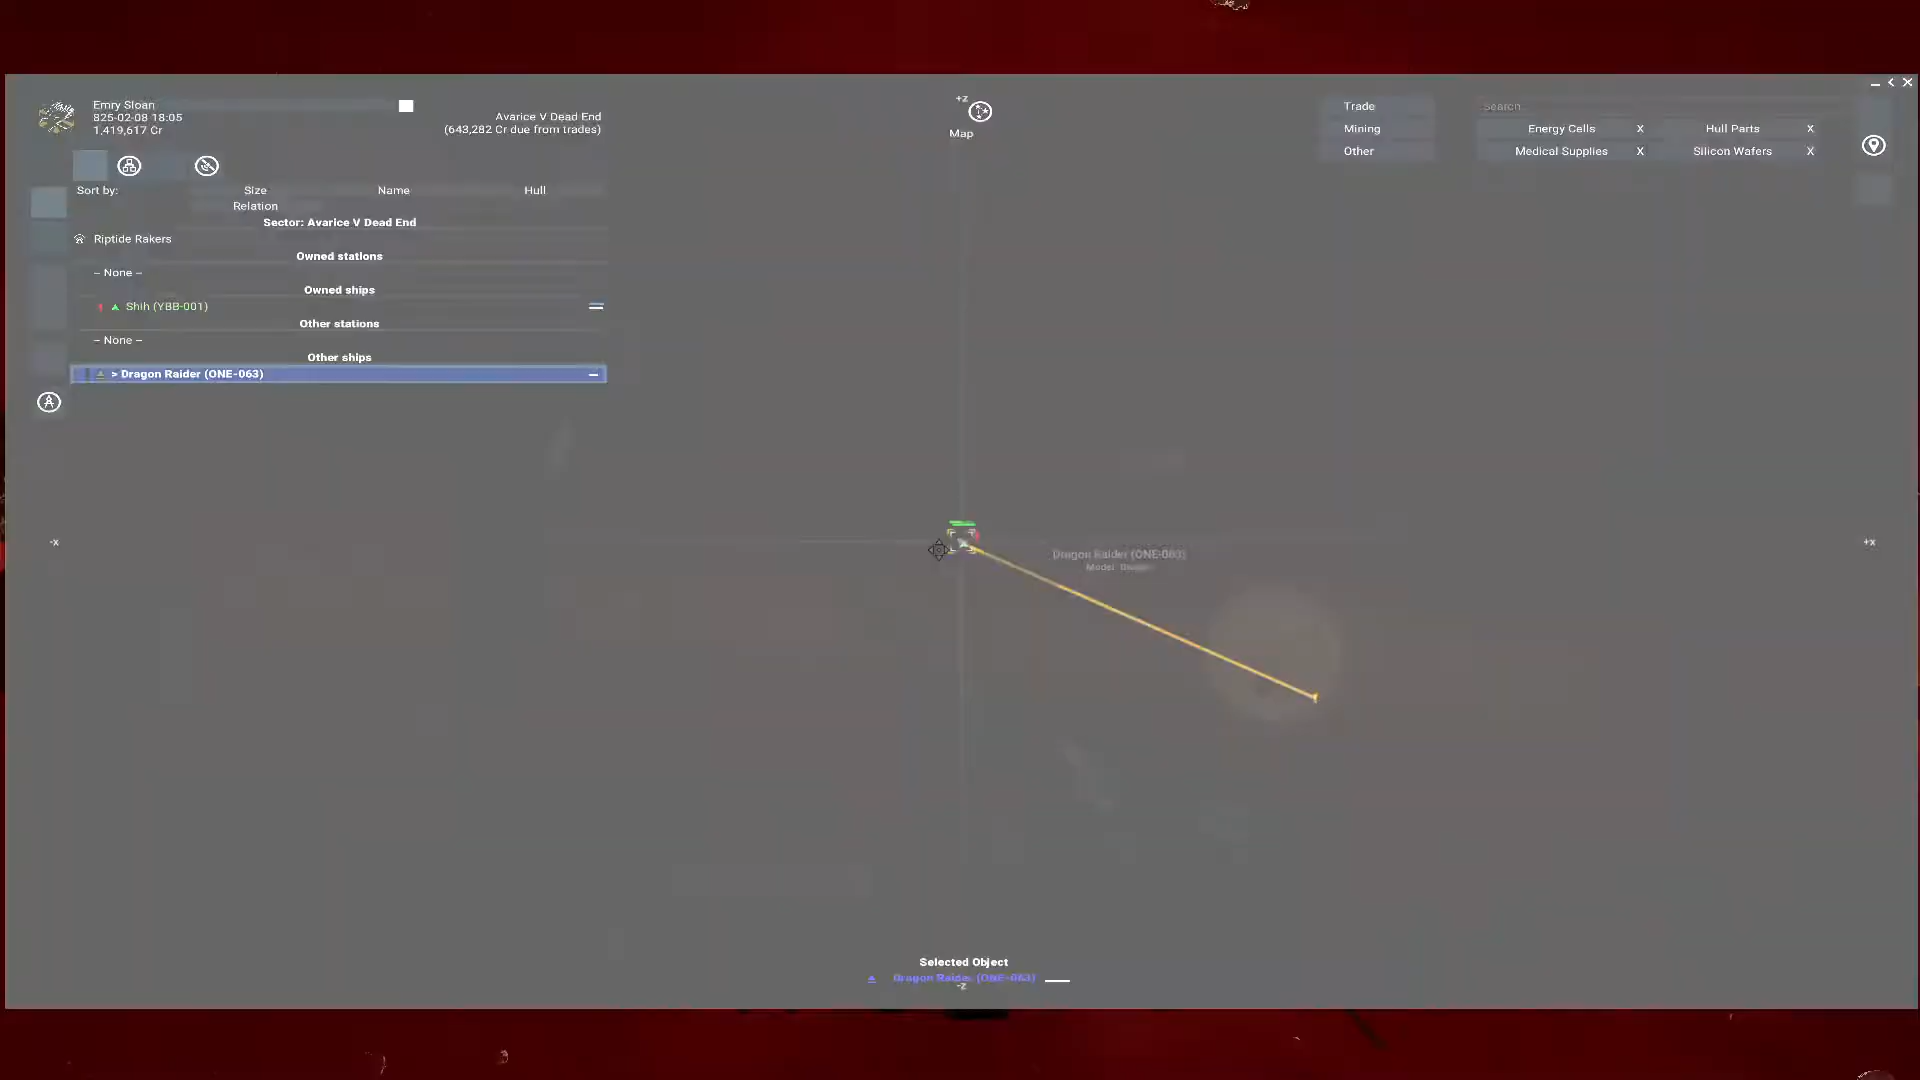 Emry Sloan
825-02-08 18:05
1,419,617 Cr
Avarice V Dead End
(643,282 Cr due from trades)
+z
Map
Trade
Mining
Other
Search...
Energy Cells X
Hull Parts X
Medical Supplies X
Silicon Wafers X
Sort by:
Size
Name
Hull
Relation
Sector: Avarice V Dead End
Riptide Rakers
Owned stations
– None –
Owned ships
Shih (YBB-001)
Other stations
– None –
Other ships
> Dragon Raider (ONE-063)
-x
+x
Dragon Raider (ONE-063)
Model: Dragon
Selected Object
Dragon Raider (ONE-063)
-z